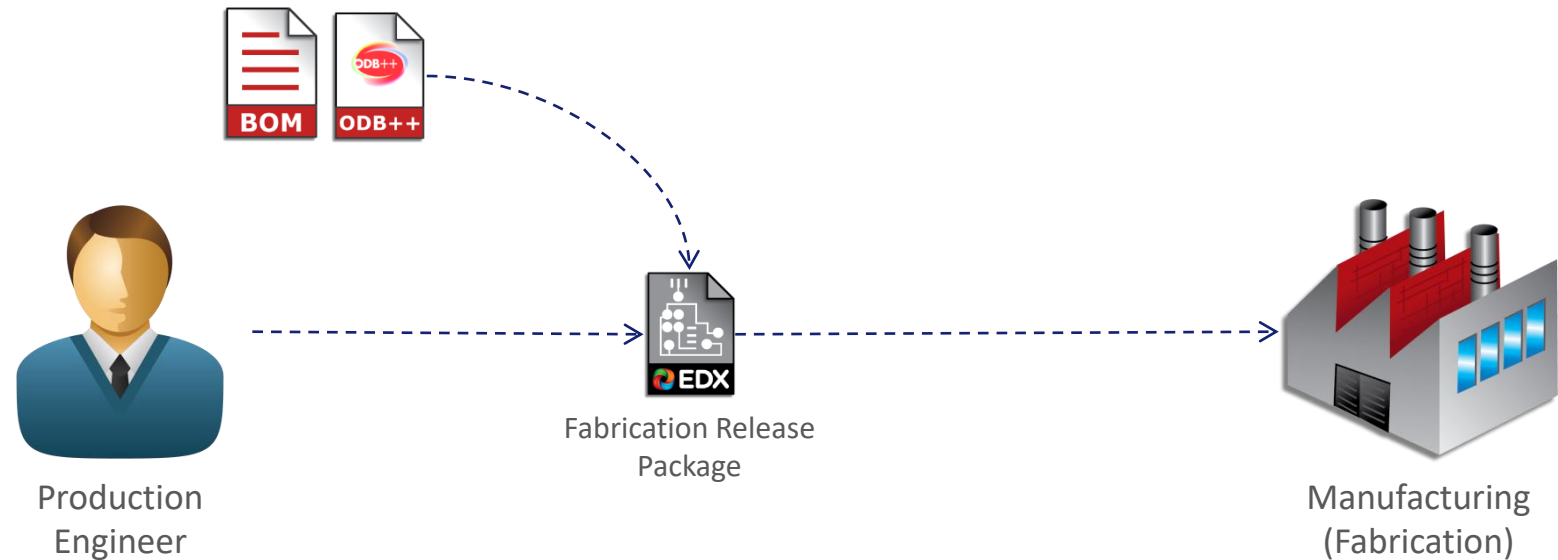 ODB++
BOM
ODB++
EDX
Fabrication Release
Package
Production
Engineer
Manufacturing
(Fabrication)